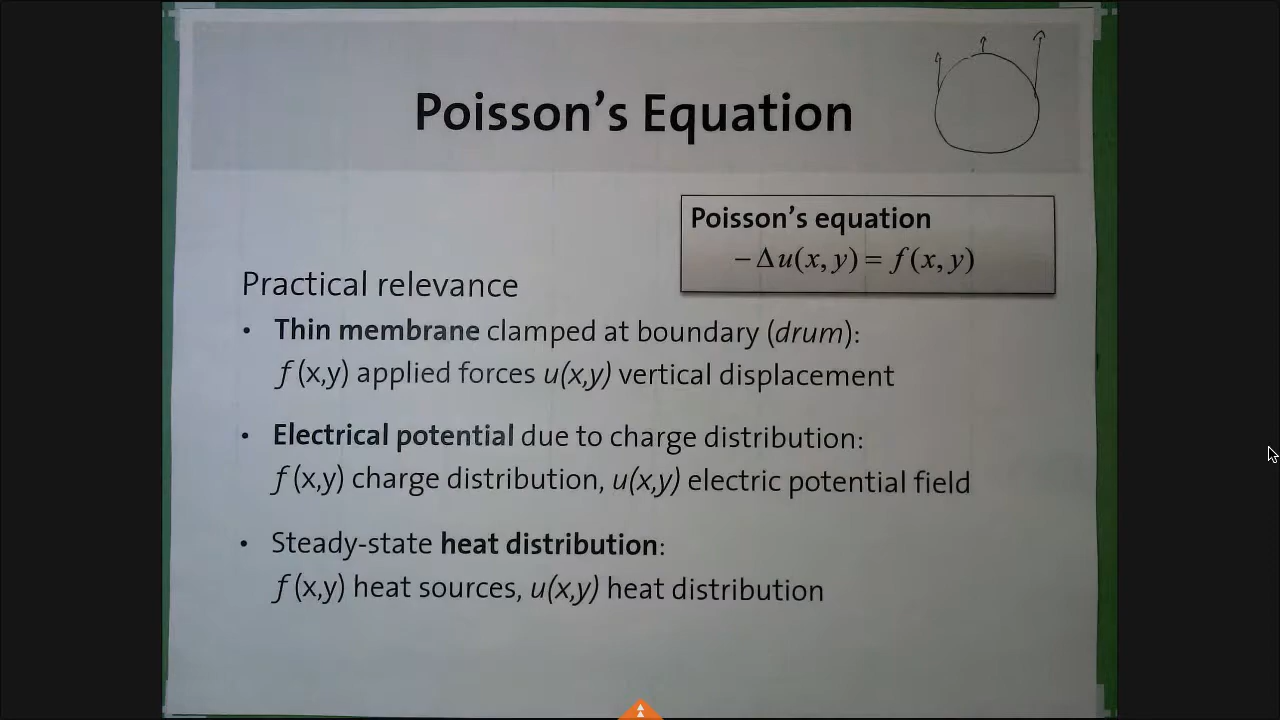 Poisson's Equation
Poisson's equation
−Δu(x, y) = f(x, y)
Practical relevance
• Thin membrane clamped at boundary (drum):
f (x,y) applied forces u(x,y) vertical displacement
• Electrical potential due to charge distribution:
f (x,y) charge distribution, u(x,y) electric potential field
• Steady-state heat distribution:
f (x,y) heat sources, u(x,y) heat distribution